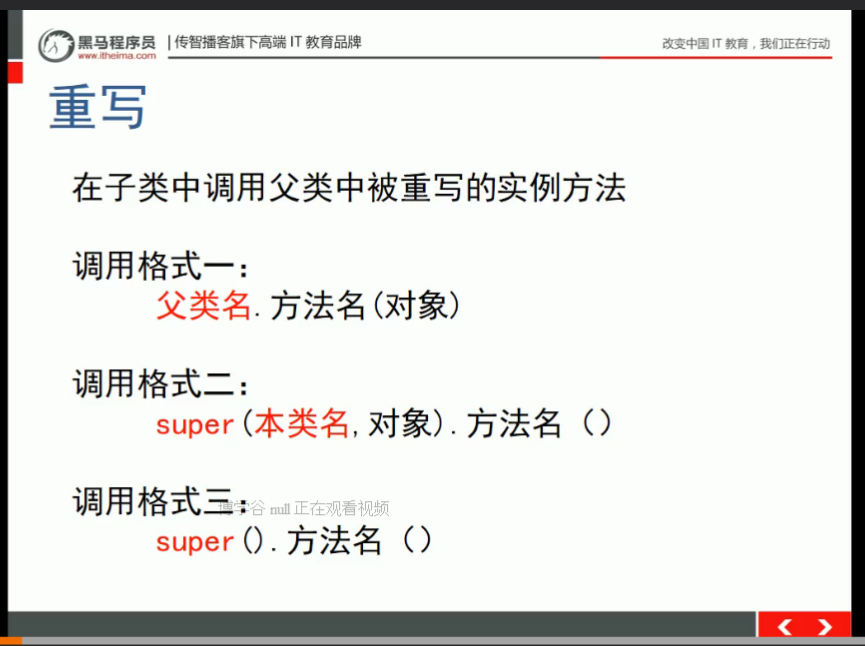 黑马程序员 | 传智播客旗下高端 IT 教育品牌
www.itheima.com
改变中国 IT 教育，我们正在行动
重写
在子类中调用父类中被重写的实例方法
调用格式一：
父类名.方法名(对象)
调用格式二：
super(本类名,对象).方法名（）
调用格式三：
博学谷 null 正在观看视频
super().方法名（）